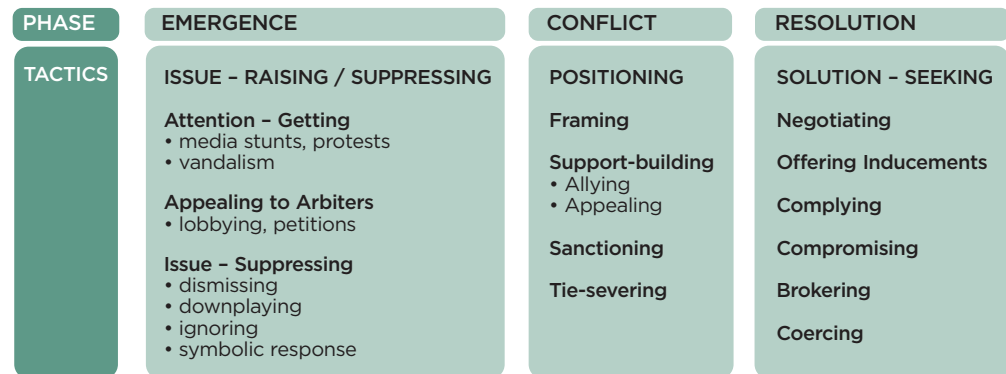 PHASE
EMERGENCE
CONFLICT
RESOLUTION
TACTICS
ISSUE – RAISING / SUPPRESSING
Attention – Getting
• media stunts, protests
• vandalism
Appealing to Arbiters
• lobbying, petitions
Issue – Suppressing
• dismissing
• downplaying
• ignoring
• symbolic response
POSITIONING
Framing
Support-building
• Allying
• Appealing
Sanctioning
Tie-severing
SOLUTION – SEEKING
Negotiating
Offering Inducements
Complying
Compromising
Brokering
Coercing